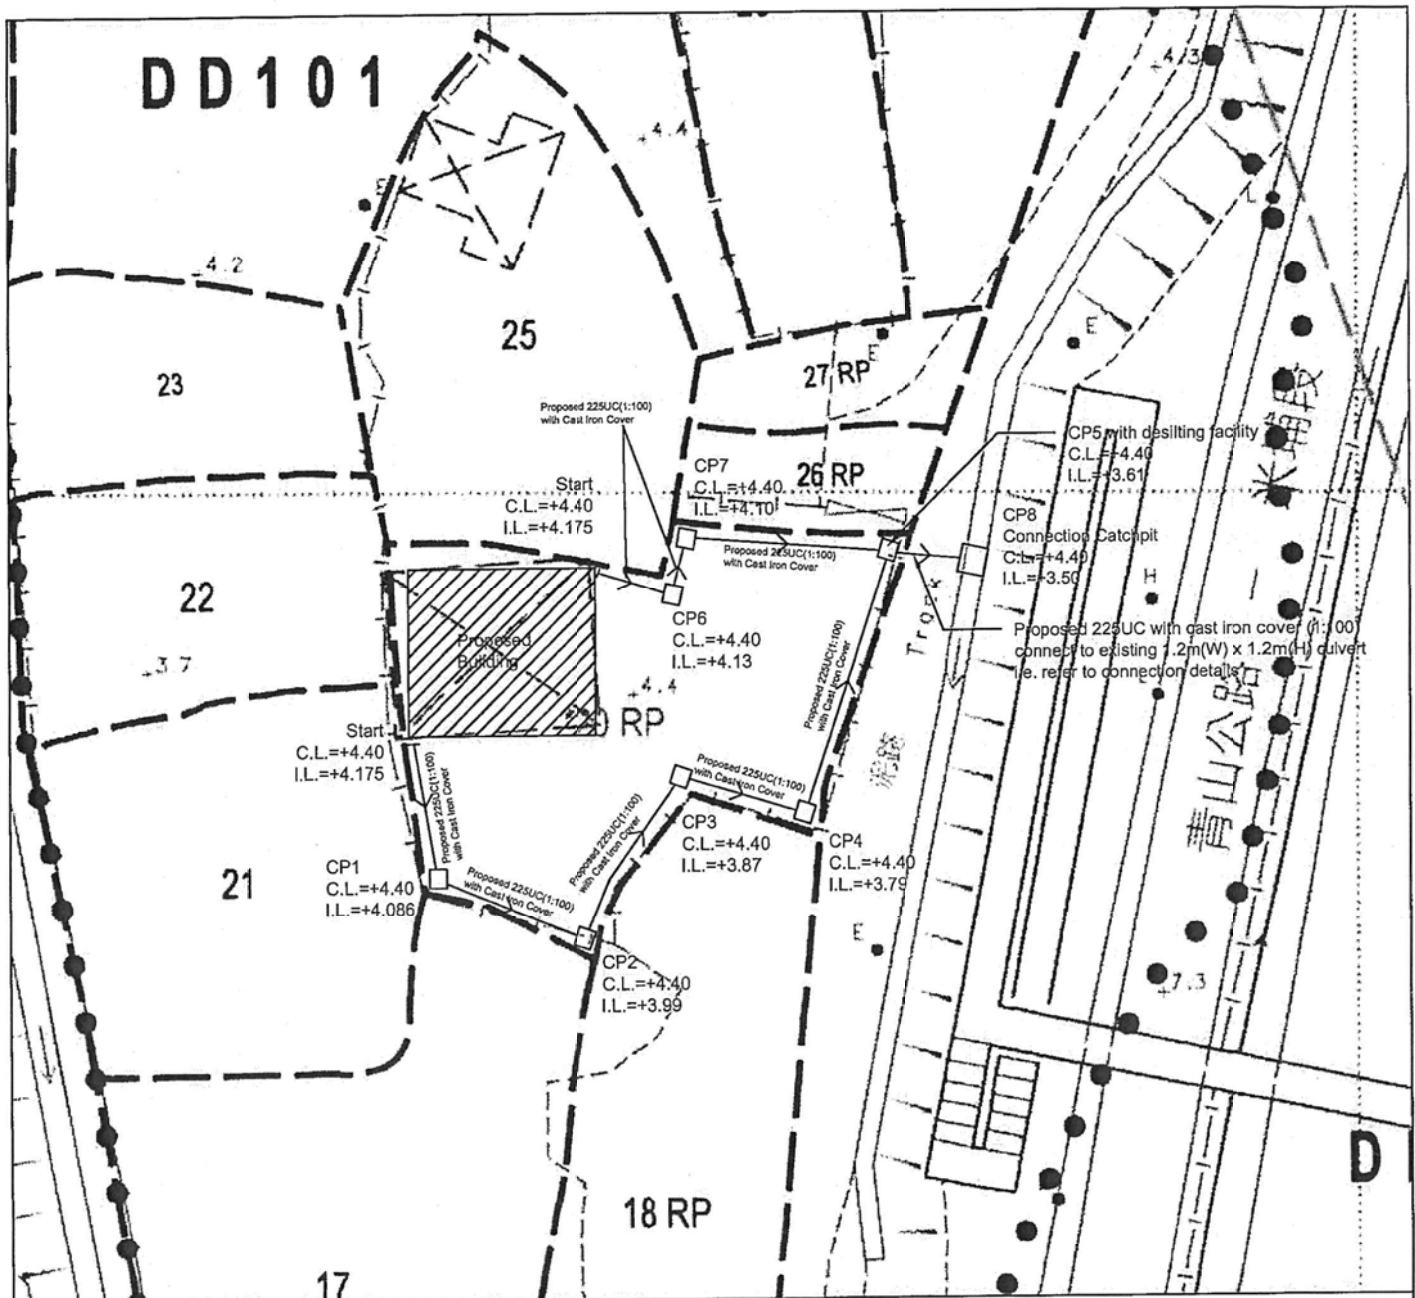 DD101
+4.3
+4.4
E
L
+4.2
25
E
23
27 RP
E
Proposed 225UC(1:100)
with Cast Iron Cover
CP5 with desilting facility
C.L.=+4.40
I.L.=+3.61
CP7
C.L.=+4.40
I.L.=+4.10
26 RP
Start
C.L.=+4.40
I.L.=+4.175
CP8
Connection Catchpit
C.L.=+4.40
I.L.=+3.50
Proposed 225UC(1:100)
with Cast Iron Cover
H
22
Track
CP6
C.L.=+4.40
I.L.=+4.13
Proposed
Building
Proposed 225UC with cast iron cover (1:100)
connect to existing 1.2m(W) x 1.2m(H) culvert
i.e. refer to connection details
+3.7
+4.4
Proposed 225UC(1:100)
with Cast Iron Cover
RP
Start
C.L.=+4.40
I.L.=+4.175
青山公路
Proposed 225UC(1:100)
with Cast Iron Cover
Proposed 225UC(1:100)
with Cast Iron Cover
Proposed 225UC(1:100)
with Cast Iron Cover
CP3
C.L.=+4.40
I.L.=+3.87
CP4
C.L.=+4.40
I.L.=+3.79
21
CP1
C.L.=+4.40
I.L.=+4.086
Proposed 225UC(1:100)
with Cast Iron Cover
E
CP2
C.L.=+4.40
I.L.=+3.99
+7.3
D
18 RP
17